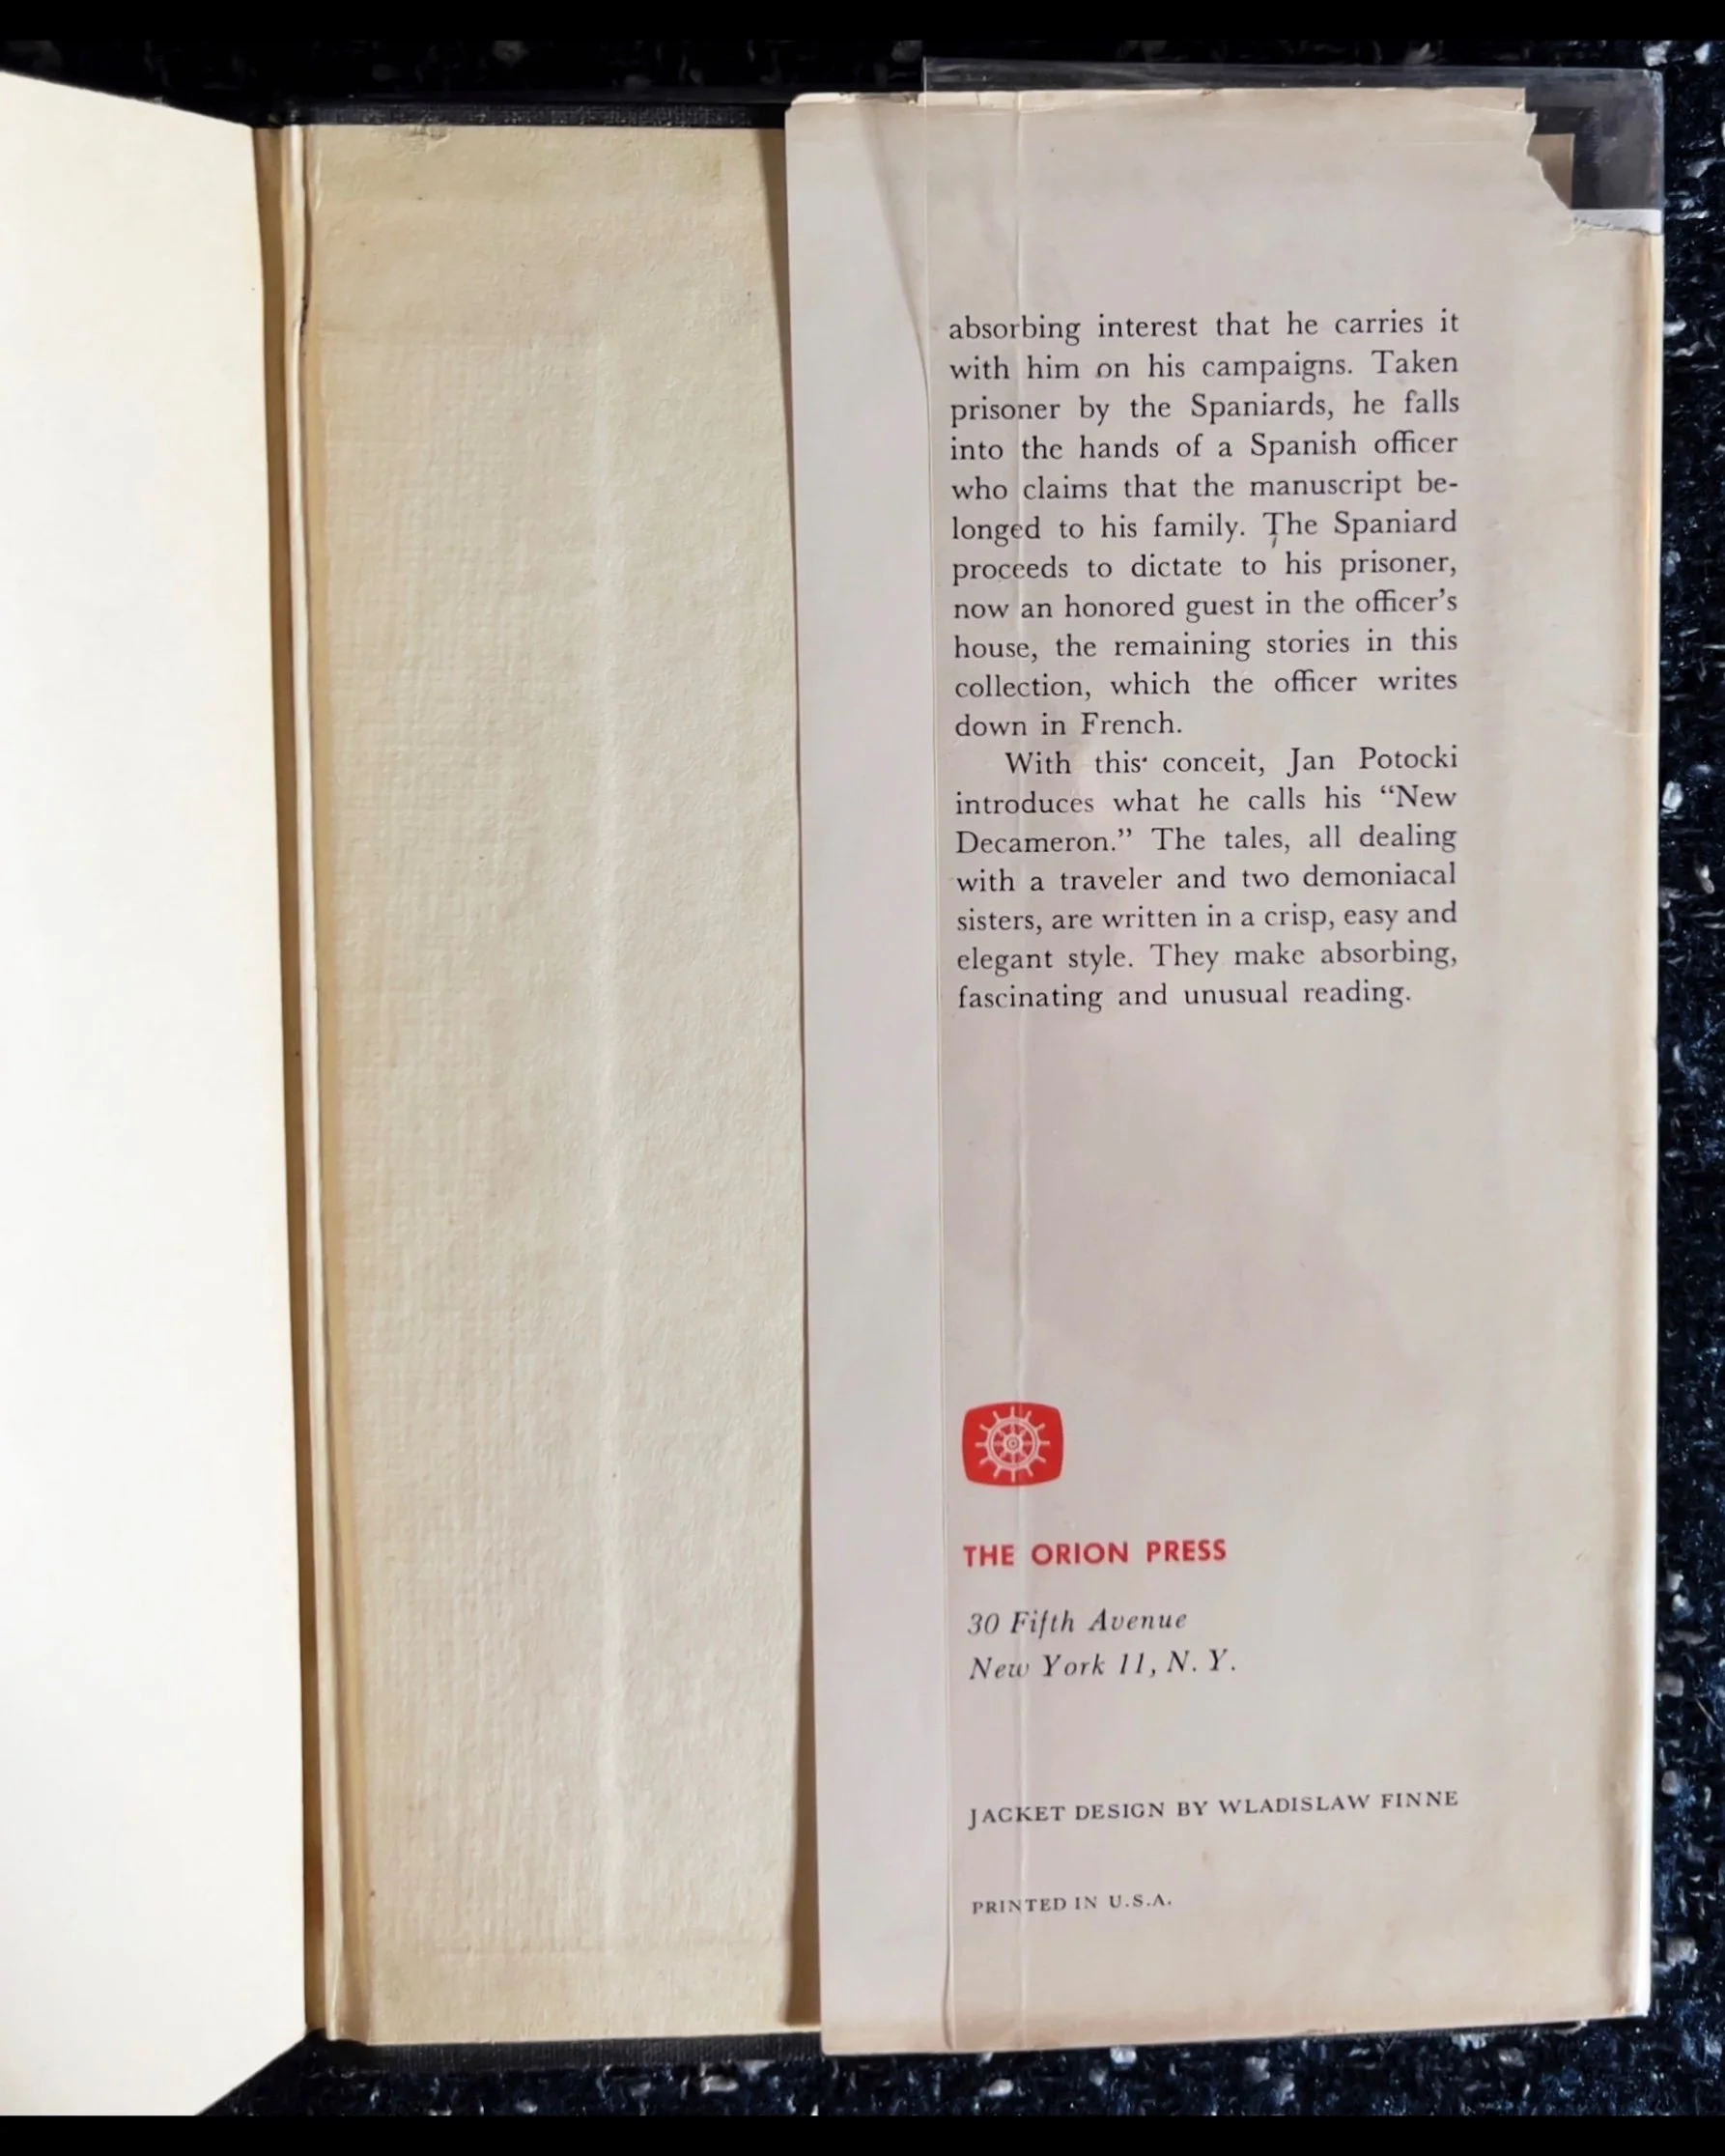 absorbing interest that he carries it
with him on his campaigns. Taken
prisoner by the Spaniards, he falls
into the hands of a Spanish officer
who claims that the manuscript be-
longed to his family. The Spaniard
proceeds to dictate to his prisoner,
now an honored guest in the officer's
house, the remaining stories in this
collection, which the officer writes
down in French.
With this conceit, Jan Potocki
introduces what he calls his “New
Decameron.” The tales, all dealing
with a traveler and two demoniacal
sisters, are written in a crisp, easy and
elegant style. They make absorbing,
fascinating and unusual reading.
THE ORION PRESS
30 Fifth Avenue
New York 11, N. Y.
JACKET DESIGN BY WLADISLAW FINNE
PRINTED IN U.S.A.